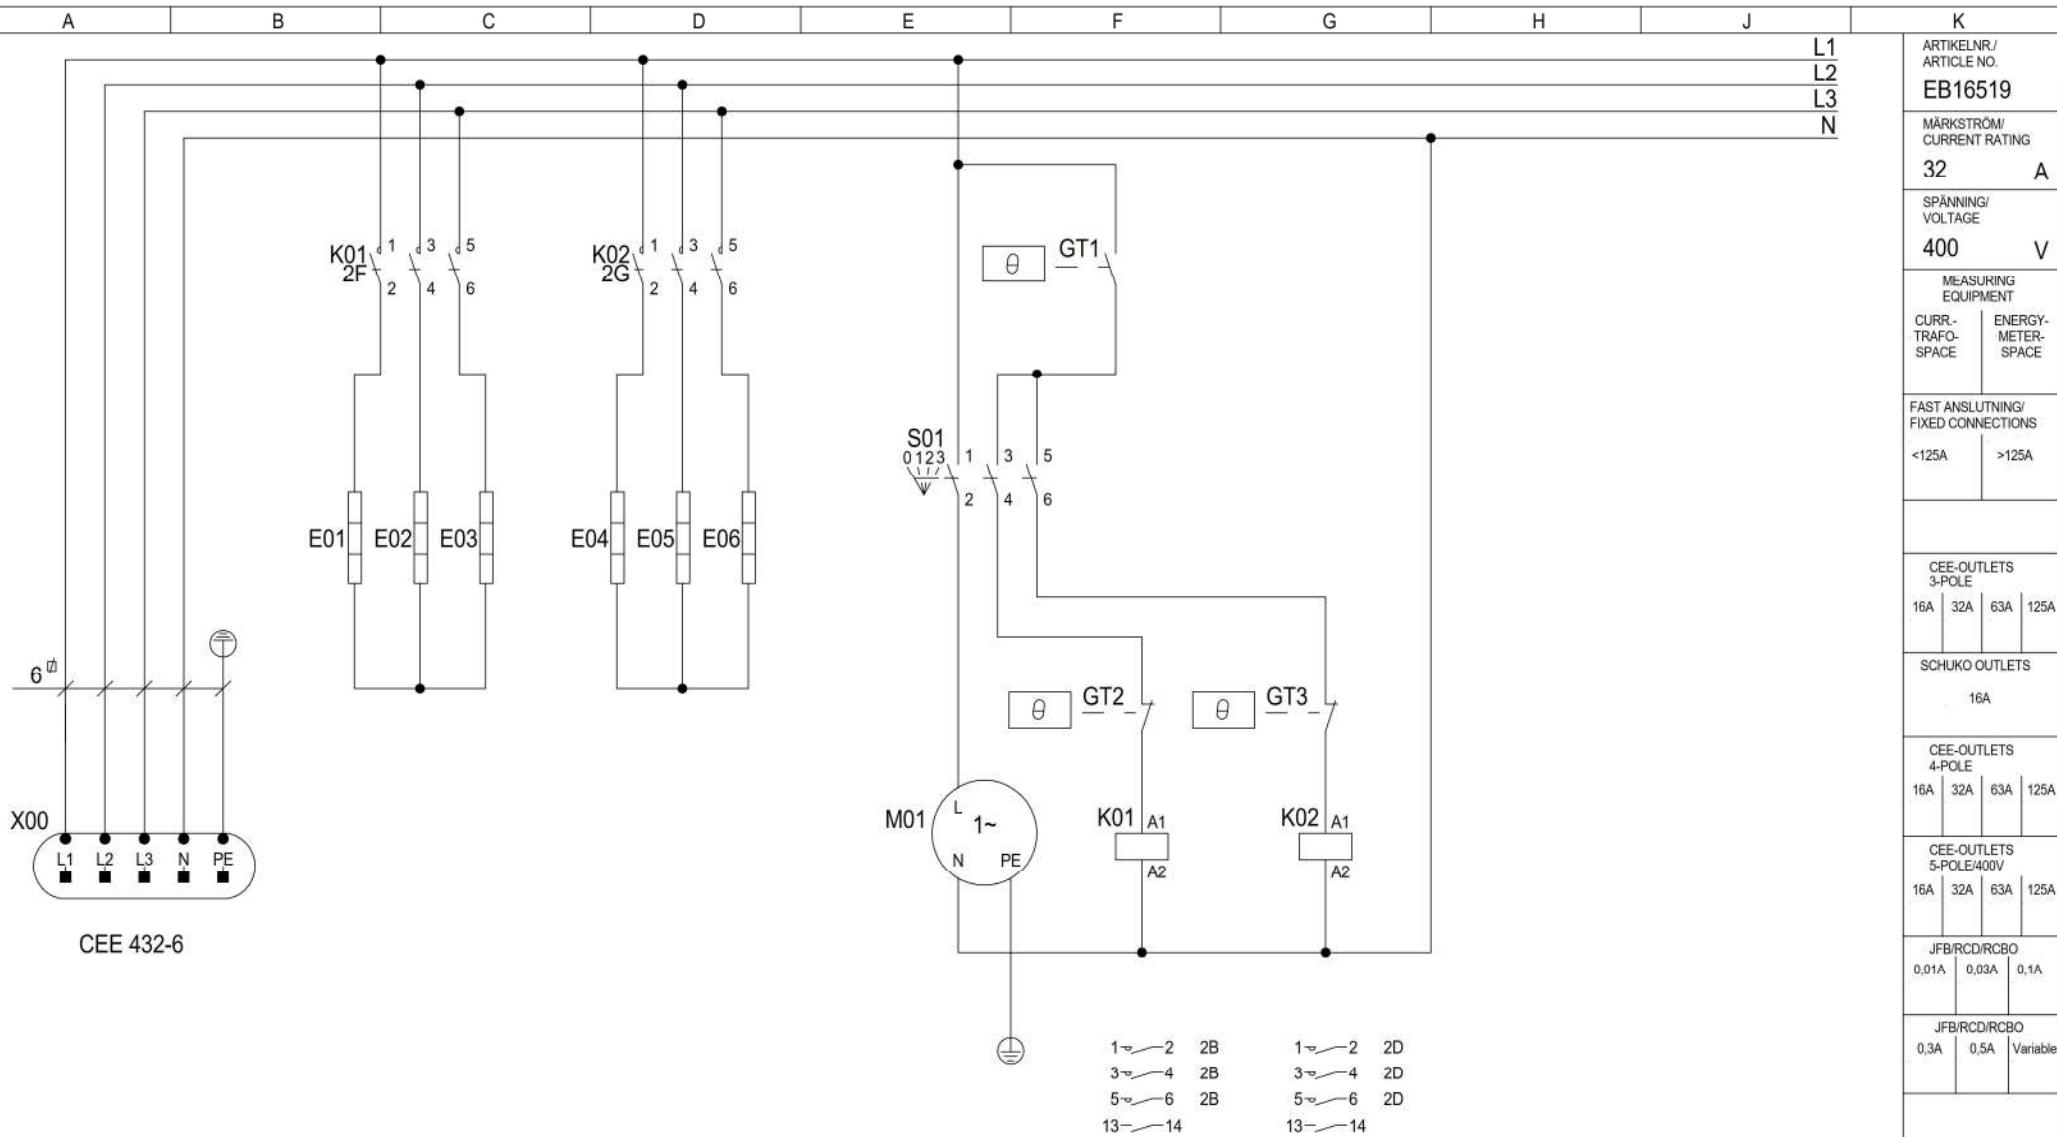 A B C D E F G H J K
L1
L2
L3
N
K01
2F
1 3 5
2 4 6
K02
2G
1 3 5
2 4 6
θ GT1
S01
0 1 2 3
1 3 5
2 4 6
E01 E02 E03 E04 E05 E06
6
θ GT2
θ GT3
X00
L1 L2 L3 N PE
CEE 432-6
M01
L
1~
N PE
K01 A1
A2
K02 A1
A2
1 2 2B
3 4 2B
5 6 2B
13 14
1 2 2D
3 4 2D
5 6 2D
13 14
ARTIKELNR./
ARTICLE NO.
EB16519
MÄRKSTRÖM/
CURRENT RATING
32 A
SPÄNNING/
VOLTAGE
400 V
MEASURING
EQUIPMENT
CURR.- ENERGY-
TRAFO- METER-
SPACE SPACE
FAST ANSLUTNING/
FIXED CONNECTIONS
<125A >125A
CEE-OUTLETS
3-POLE
16A 32A 63A 125A
SCHUKO OUTLETS
16A
CEE-OUTLETS
4-POLE
16A 32A 63A 125A
CEE-OUTLETS
5-POLE/400V
16A 32A 63A 125A
JFB/RCD/RCBO
0,01A 0,03A 0,1A
JFB/RCD/RCBO
0,3A 0,5A Variable